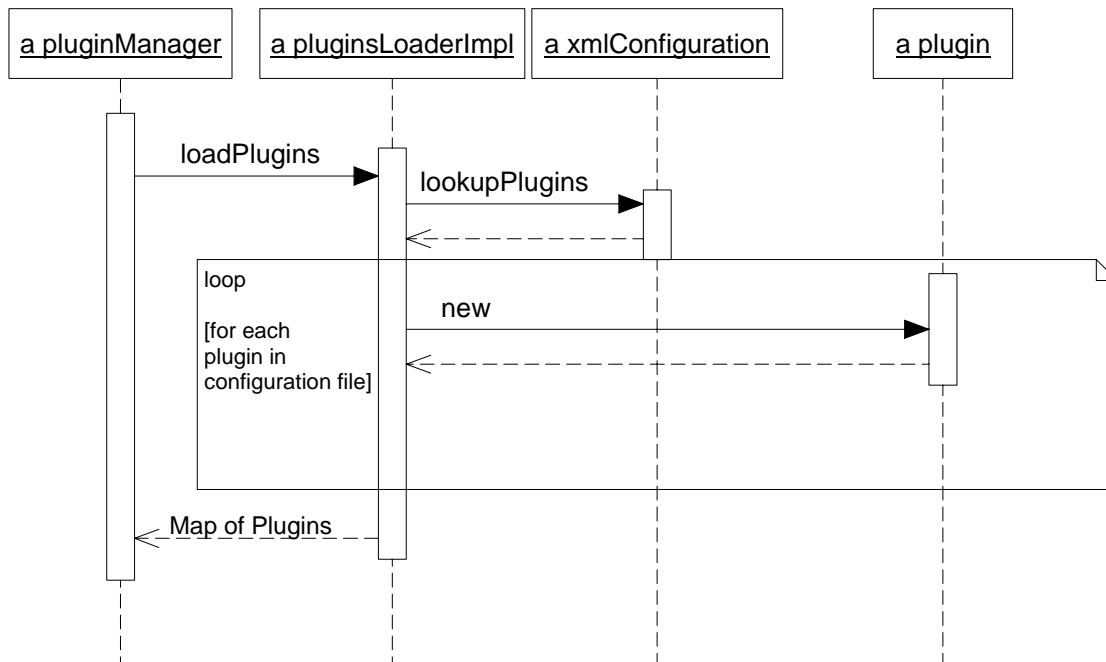 a pluginManager
a pluginsLoaderImpl
a xmlConfiguration
a plugin
loadPlugins
lookupPlugins
loop
[for each
plugin in
configuration file]
new
Map of Plugins